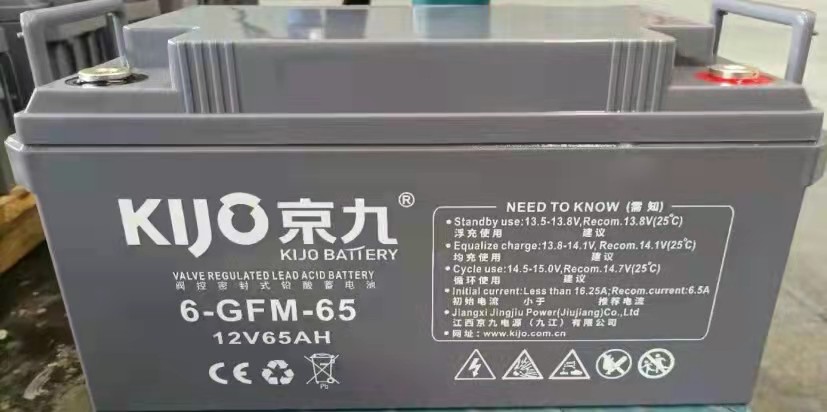 KIJO京九®
KIJO BATTERY
VALVE REGULATED LEAD ACID BATTERY
阀控密封式铅酸蓄电池
6-GFM-65
12V65AH
CE
Pb
NEED TO KNOW (需知)
Standby use:13.5-13.8V,Recom.13.8V(25℃)
浮充使用 建议
Equalize charge:13.8-14.1V,Recom.14.1V(25℃)
均充使用 建议
Cycle use:14.5-15.0V,Recom.14.7V(25℃)
循环使用 建议
Initial current:Less than 16.25A;Recom.current:6.5A
初始电流 小于 推荐电流
Jiangxi Jingjiu Power(Jiujiang)Co.,Ltd
江西京九电源（九江）有限公司
网址：www.kijo.com.cn